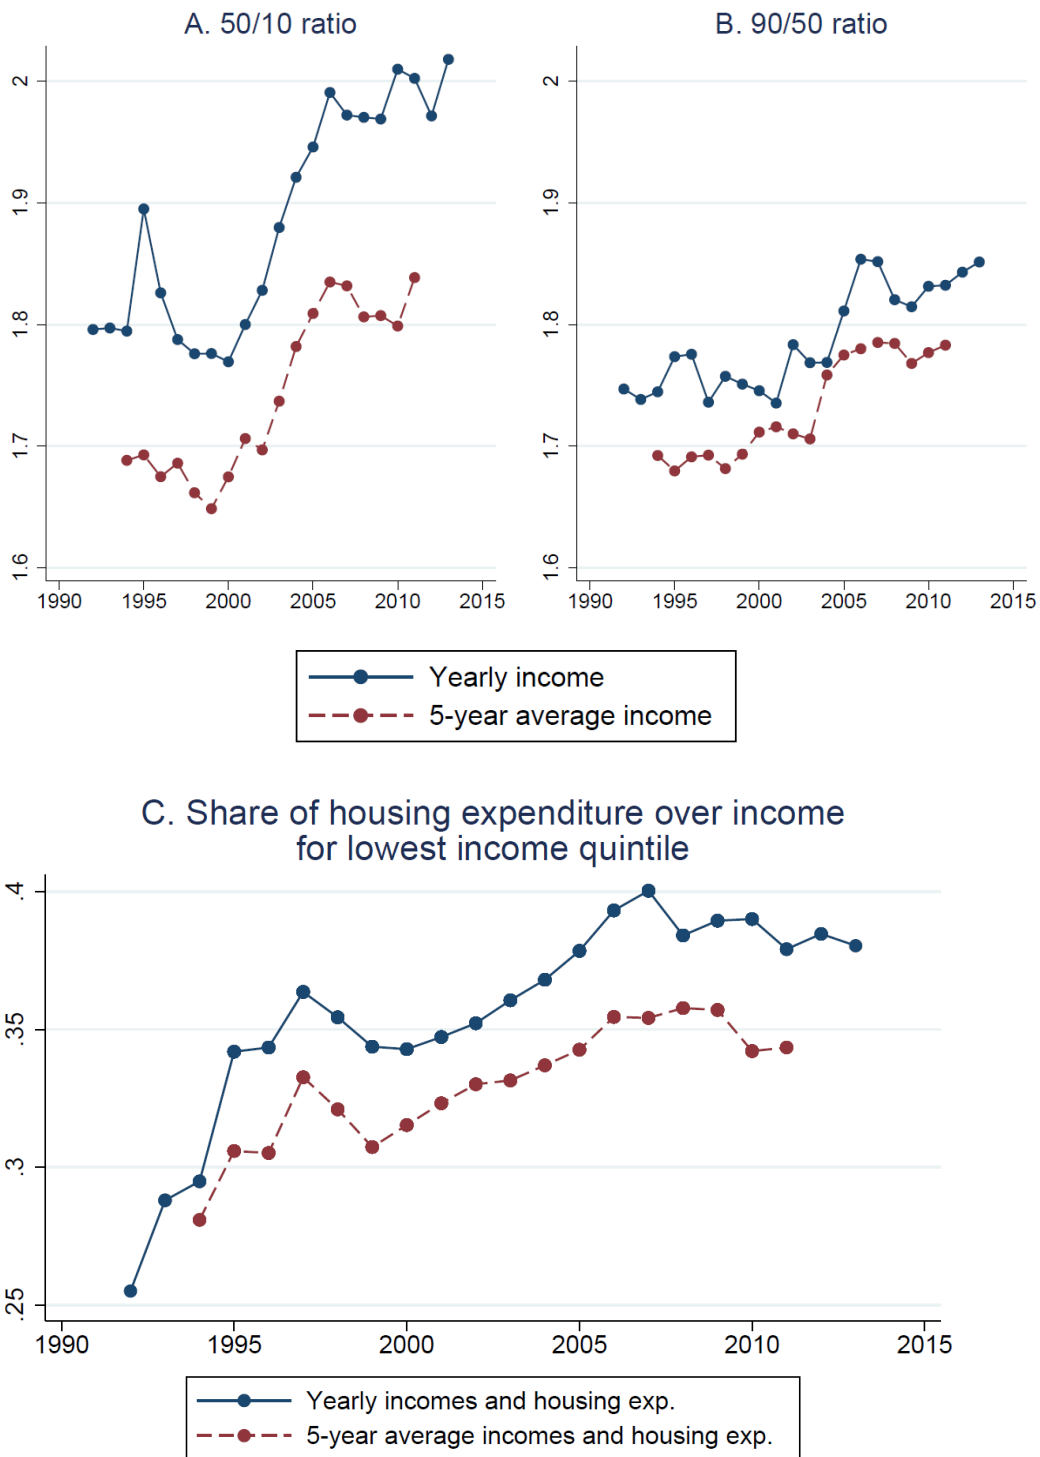 A. 50/10 ratio
2
1.9
1.8
1.7
1.6
1990 1995 2000 2005 2010 2015
B. 90/50 ratio
2
1.9
1.8
1.7
1.6
1990 1995 2000 2005 2010 2015
Yearly income
5-year average income
C. Share of housing expenditure over income
for lowest income quintile
.4
.35
.3
.25
1990 1995 2000 2005 2010 2015
Yearly incomes and housing exp.
5-year average incomes and housing exp.